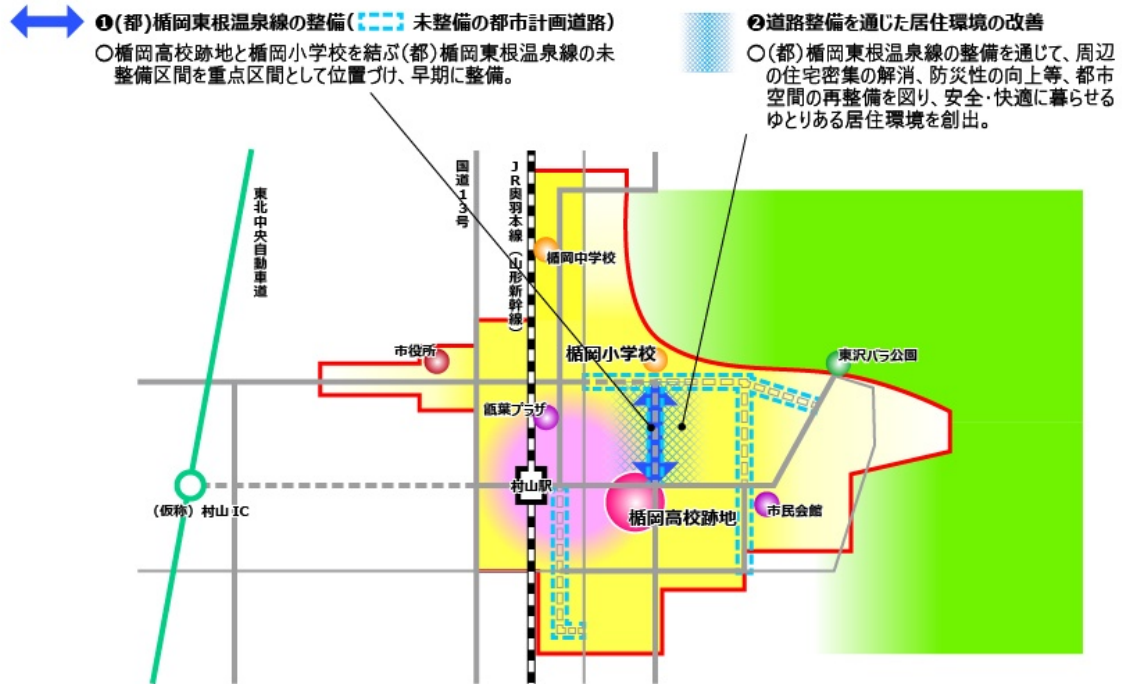 ❶(都)楯岡東根温泉線の整備( 未整備の都市計画道路)
○楯岡高校跡地と楯岡小学校を結ぶ(都)楯岡東根温泉線の未
整備区間を重点区間として位置づけ、早期に整備。
❷道路整備を通じた居住環境の改善
○(都)楯岡東根温泉線の整備を通じて、周辺
の住宅密集の解消、防災性の向上等、都市
空間の再整備を図り、安全・快適に暮らせる
ゆとりある居住環境を創出。
東北中央自動車道
国道13号
JR奥羽本線(山形新幹線)
楯岡中学校
市役所
楯岡小学校
東沢バラ公園
甑葉プラザ
村山駅
(仮称)村山IC
楯岡高校跡地
市民会館